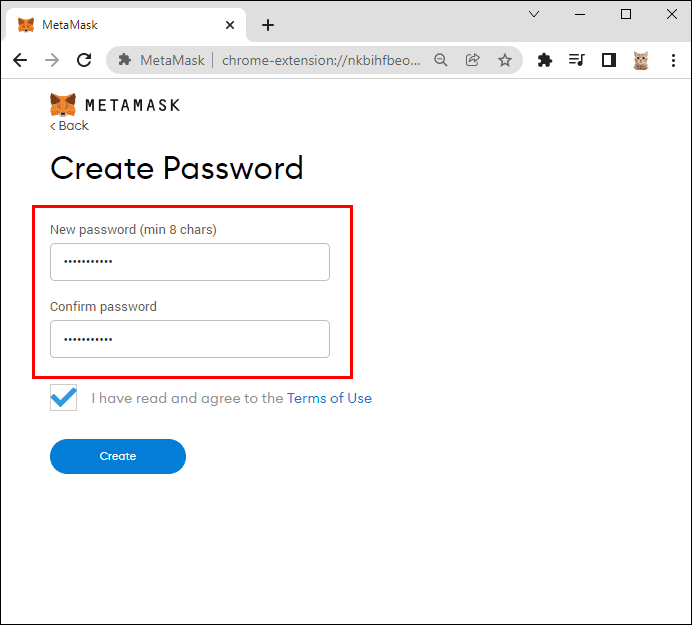 MetaMask
MetaMask | chrome-extension://nkbihfbeo...
METAMASK
< Back
Create Password
New password (min 8 chars)
•••••••••••
Confirm password
•••••••••••
I have read and agree to the Terms of Use
Create